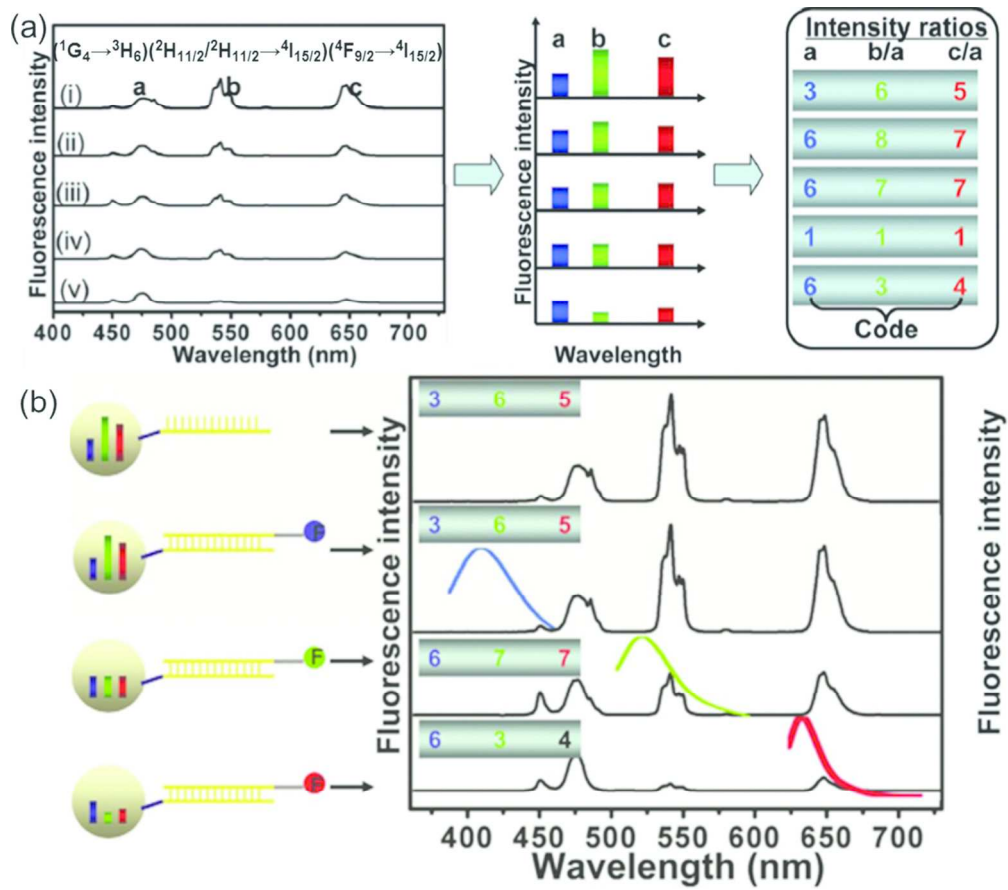 (a)
(¹G₄→³H₆)(²H₁₁/₂/²H₁₁/₂→⁴I₁₅/₂)(⁴F₉/₂→⁴I₁₅/₂)
Fluorescence intensity
(i)
(ii)
(iii)
(iv)
(v)
a
b
c
400 450 500 550 600 650 700
Wavelength (nm)
Fluorescence intensity
a b c
Wavelength
Intensity ratios
a b/a c/a
3 6 5
6 8 7
6 7 7
1 1 1
6 3 4
Code
(b)
F
F
F
Fluorescence intensity
3 6 5
3 6 5
6 7 7
6 3 4
400 450 500 550 600 650 700
Wavelength (nm)
Fluorescence intensity